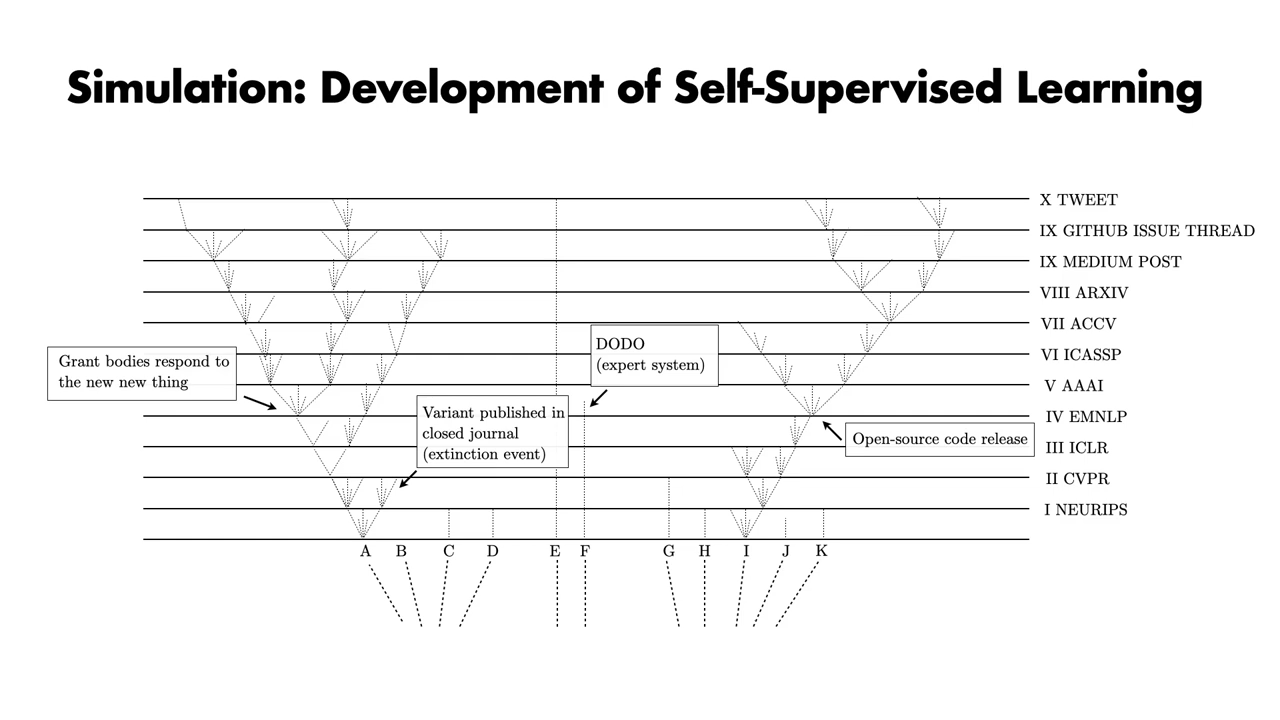 Simulation: Development of Self-Supervised Learning
X TWEET
IX GITHUB ISSUE THREAD
IX MEDIUM POST
VIII ARXIV
VII ACCV
VI ICASSP
V AAAI
IV EMNLP
III ICLR
II CVPR
I NEURIPS
Grant bodies respond to
the new new thing
DODO
(expert system)
Variant published in
closed journal
(extinction event)
Open-source code release
A B C D E F G H I J K